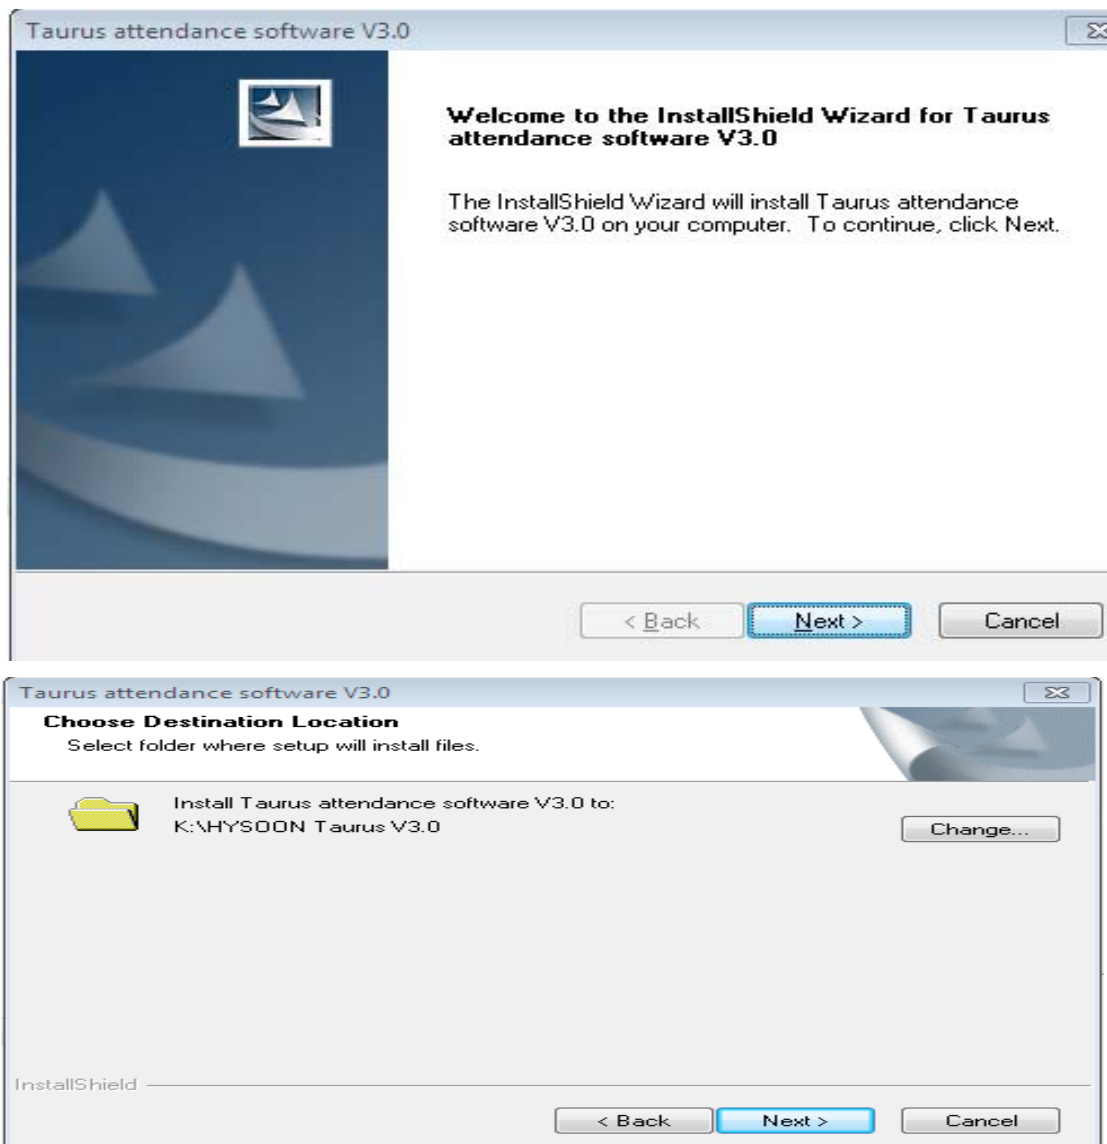 Taurus attendance software V3.0
Welcome to the InstallShield Wizard for Taurus
attendance software V3.0
The InstallShield Wizard will install Taurus attendance
software V3.0 on your computer. To continue, click Next.
< Back Next > Cancel
Taurus attendance software V3.0
Choose Destination Location
Select folder where setup will install files.
Install Taurus attendance software V3.0 to:
K:\HYSOON Taurus V3.0
Change...
InstallShield
< Back Next > Cancel